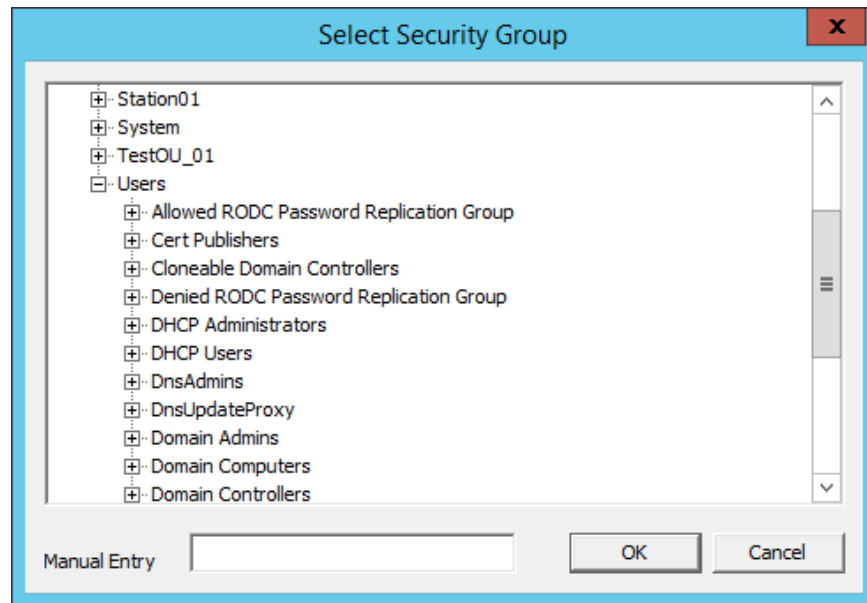 Select Security Group
x
Station01
System
TestOU_01
Users
Allowed RODC Password Replication Group
Cert Publishers
Cloneable Domain Controllers
Denied RODC Password Replication Group
DHCP Administrators
DHCP Users
DnsAdmins
DnsUpdateProxy
Domain Admins
Domain Computers
Domain Controllers
Manual Entry OK Cancel